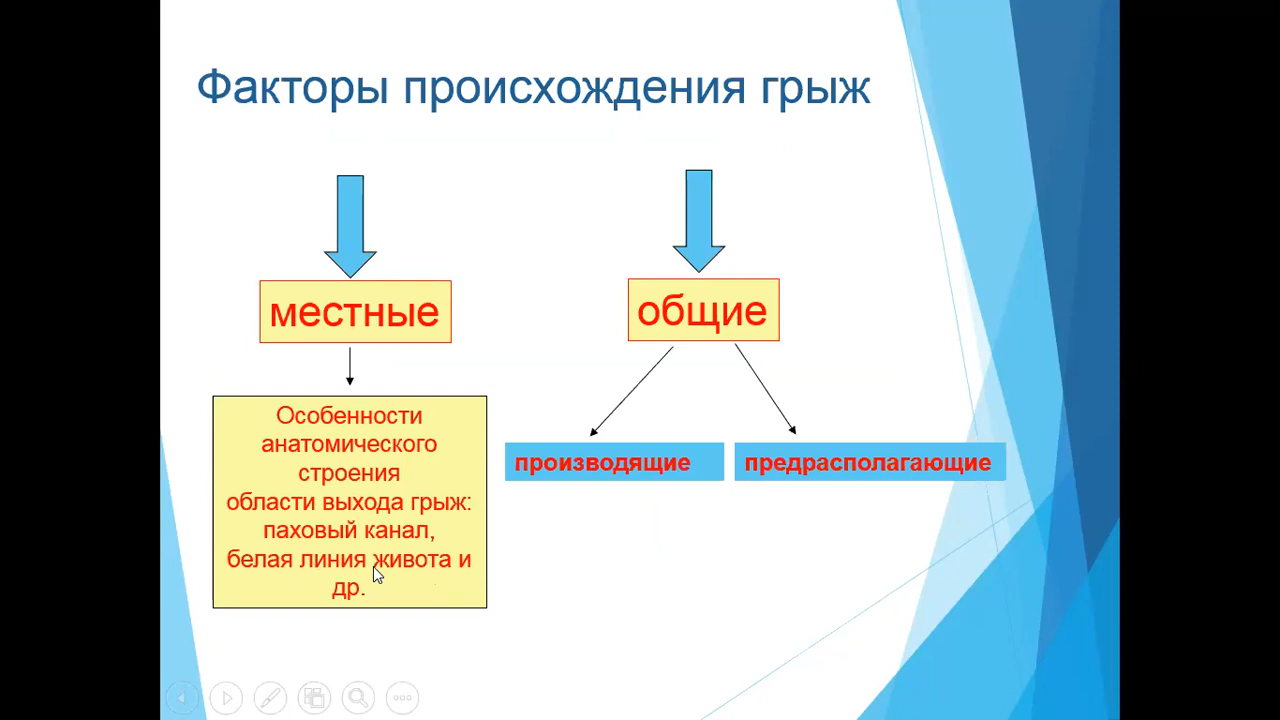 Факторы происхождения грыж
местные
общие
Особенности
анатомического
строения
области выхода грыж:
паховый канал,
белая линия живота и
др.
производящие
предрасполагающие